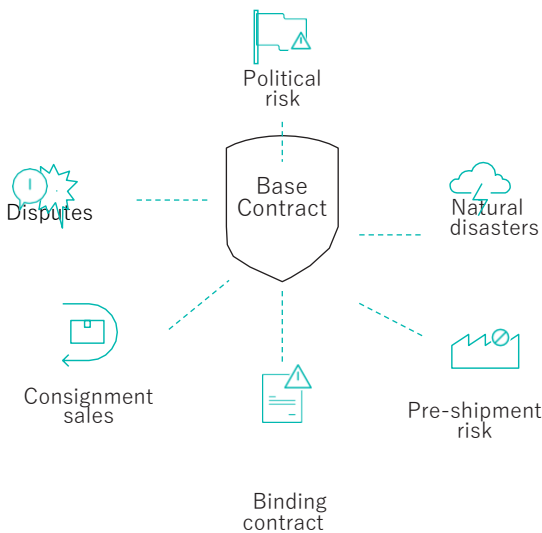 Political
risk
Base
Contract
Disputes
Natural
disasters
Consignment
sales
Pre-shipment
risk
Binding
contract